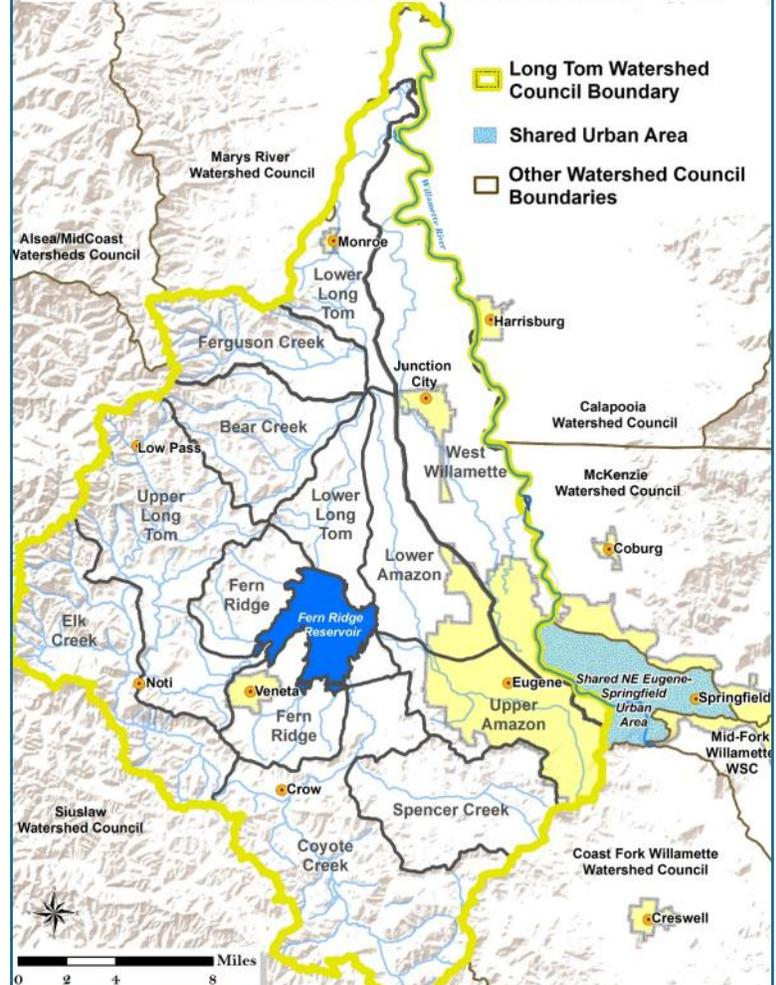 Long Tom Watershed
Council Boundary
Shared Urban Area
Other Watershed Council
Boundaries
Marys River
Watershed Council
Willamette River
Alsea/MidCoast
Watersheds Council
Monroe
Lower
Long
Tom
Harrisburg
Ferguson Creek
Junction
City
Calapooia
Watershed Council
Bear Creek
Low Pass
West
Willamette
McKenzie
Watershed Council
Upper
Long
Tom
Lower
Long
Tom
Coburg
Lower
Amazon
Fern
Ridge
Elk
Creek
Fern Ridge
Reservoir
Noti
Veneta
Eugene
Shared NE Eugene-
Springfield
Urban
Area
Springfield
Upper
Amazon
Fern
Ridge
Mid-Fork
Willamette
WSC
Crow
Siuslaw
Watershed Council
Spencer Creek
Coyote
Creek
Coast Fork Willamette
Watershed Council
Creswell
Miles
0 2 4 8